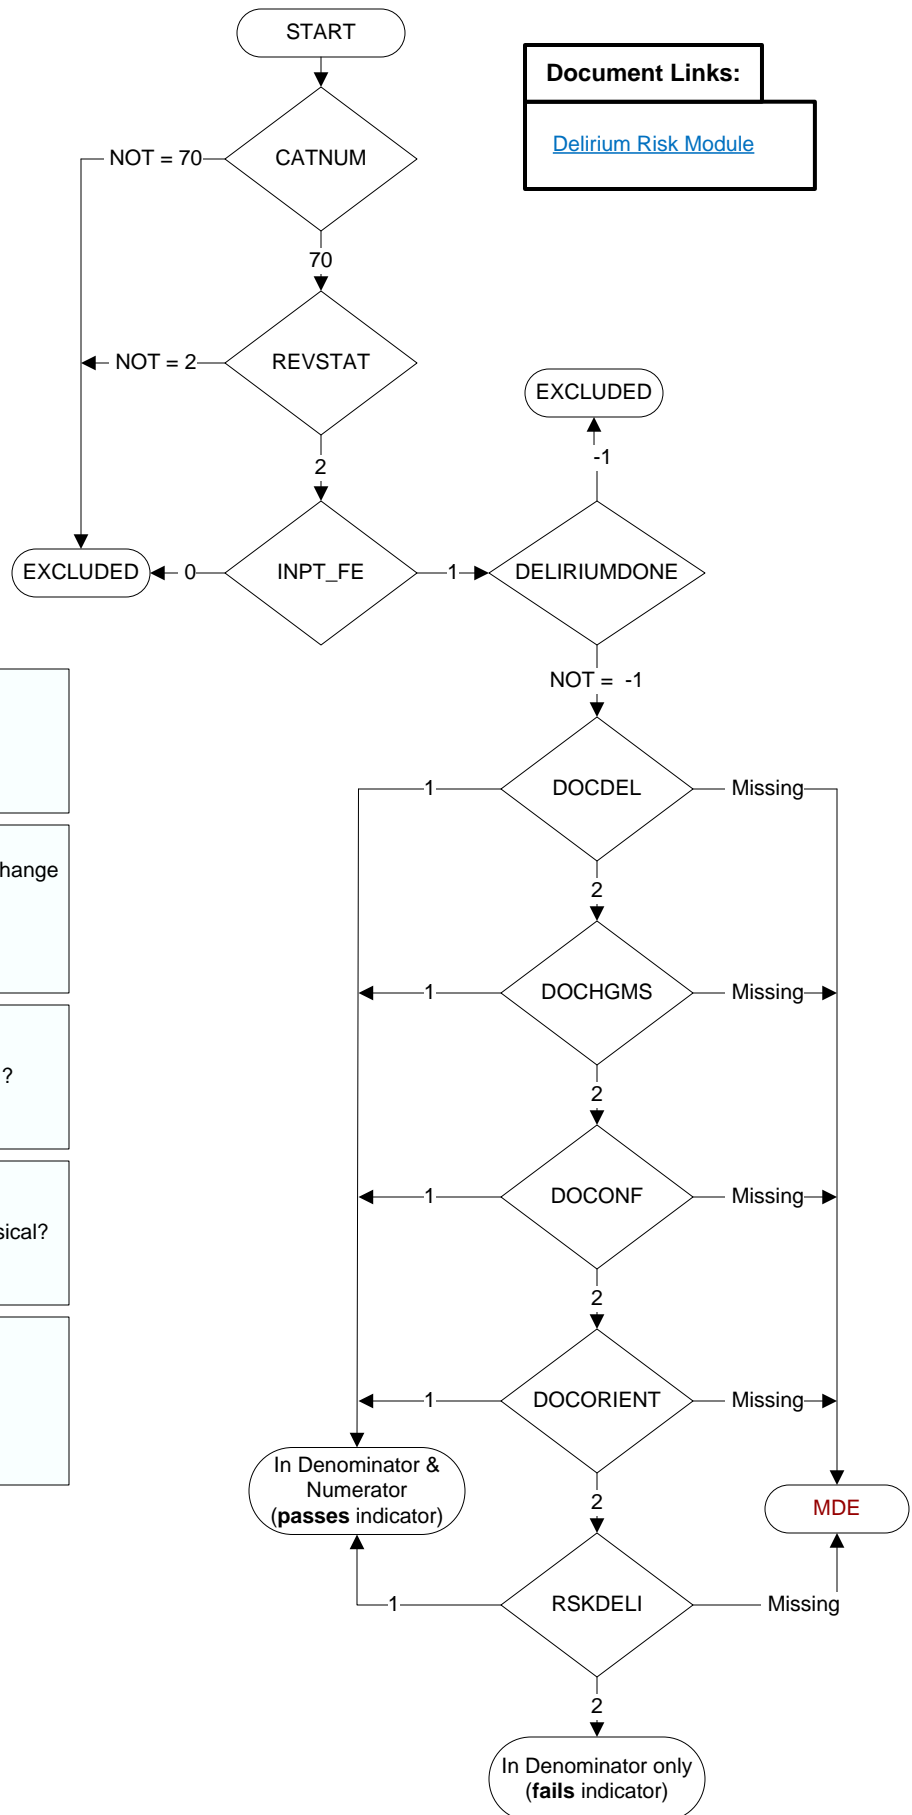 START
Document Links:
Delirium Risk Module
NOT = 70
CATNUM
70
NOT = 2
REVSTAT
2
EXCLUDED
-1
EXCLUDED
0
INPT_FE
1
DELIRIUMDONE
NOT = -1
1
DOCDEL
Missing
2
hange
1
DOCHGMS
Missing
?
2
1
DOCONF
Missing
sical?
2
1
DOCORIENT
Missing
In Denominator &
Numerator
(passes indicator)
2
MDE
1
RSKDELI
Missing
2
In Denominator only
(fails indicator)